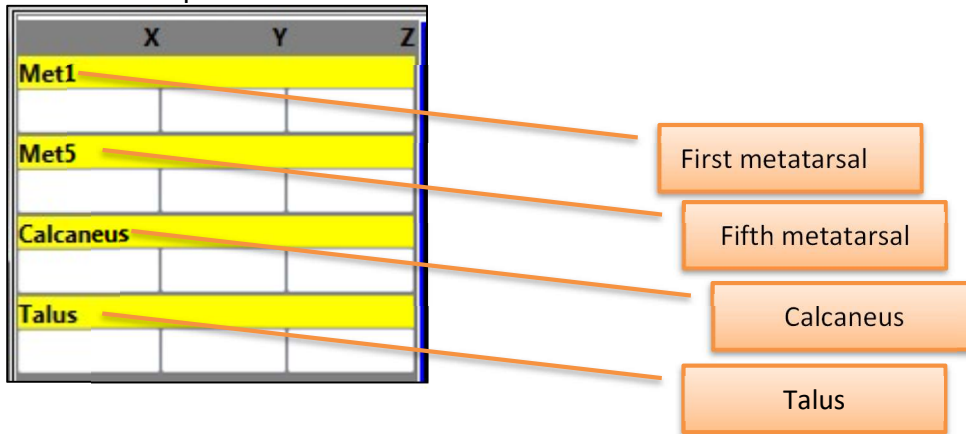 X Y Z
Met1
First metatarsal
Met5
Fifth metatarsal
Calcaneus
Calcaneus
Talus
Talus